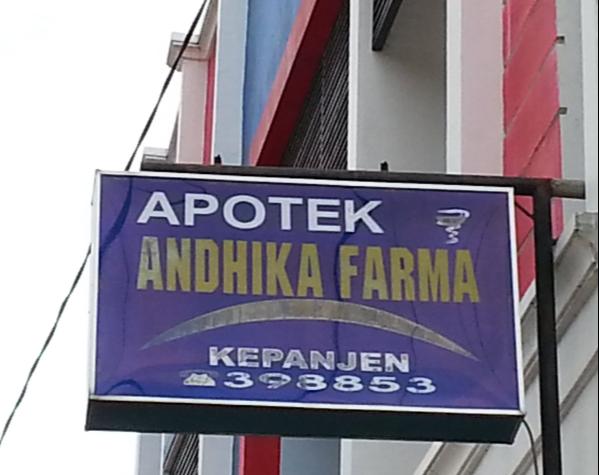 APOTEK
ANDHIKA FARMA
KEPANJEN
☎398853